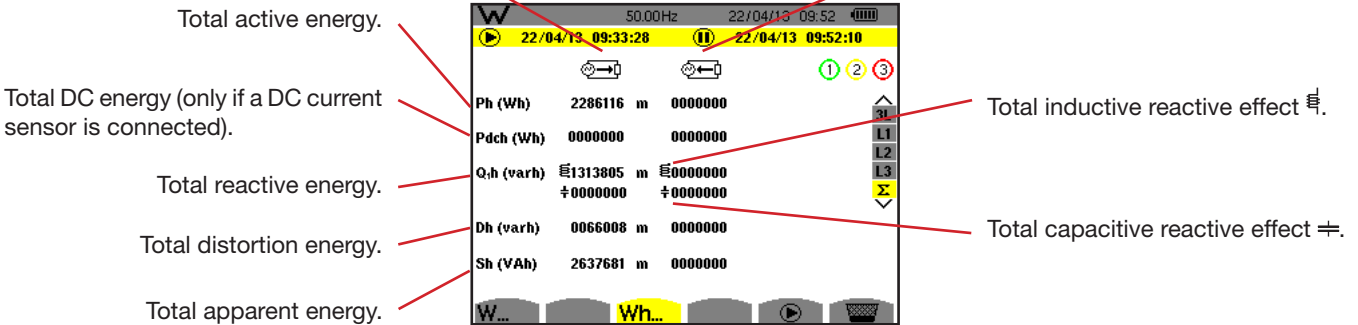 W 50.00Hz 22/04/13 09:52
22/04/13 09:33:28 22/04/13 09:52:10
1 2 3
Total active energy.
Ph (Wh) 2286116 m 0000000
3L
Total DC energy (only if a DC current
sensor is connected).
Pdch (Wh) 0000000 0000000
L1
L2
Total inductive reactive effect
Total reactive energy.
Q₁h (varh) 1313805 m 0000000
L3
0000000 0000000
Σ
Total capacitive reactive effect
Total distortion energy.
Dh (varh) 0066008 m 0000000
Total apparent energy.
Sh (VAh) 2637681 m 0000000
W... Wh...